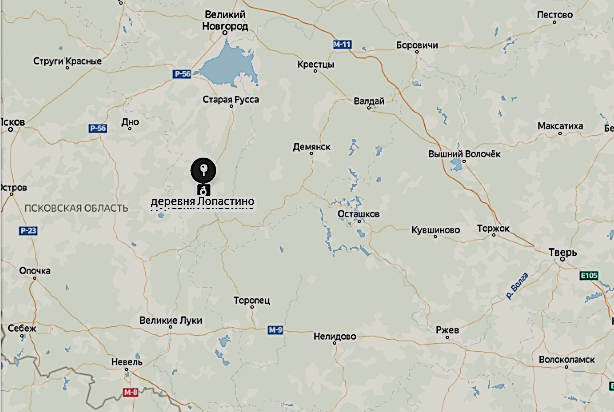 Пестово
Великий
Новгород
М-11
Боровичи
Струги Красные
Крестцы
Р-56
Старая Русса
Валдай
Псков
Р-56
Дно
Максатиха
Демянск
Вышний Волочёк
Остров
деревня Лопастино
ПСКОВСКАЯ ОБЛАСТЬ
Осташков
Р-23
Кувшиново
Торжок
Тверь
Опочка
Е105
р. Волга
Торопец
Великие Луки
Себеж
М-9
Нелидово
Ржев
Невель
Волоколамск
М-8